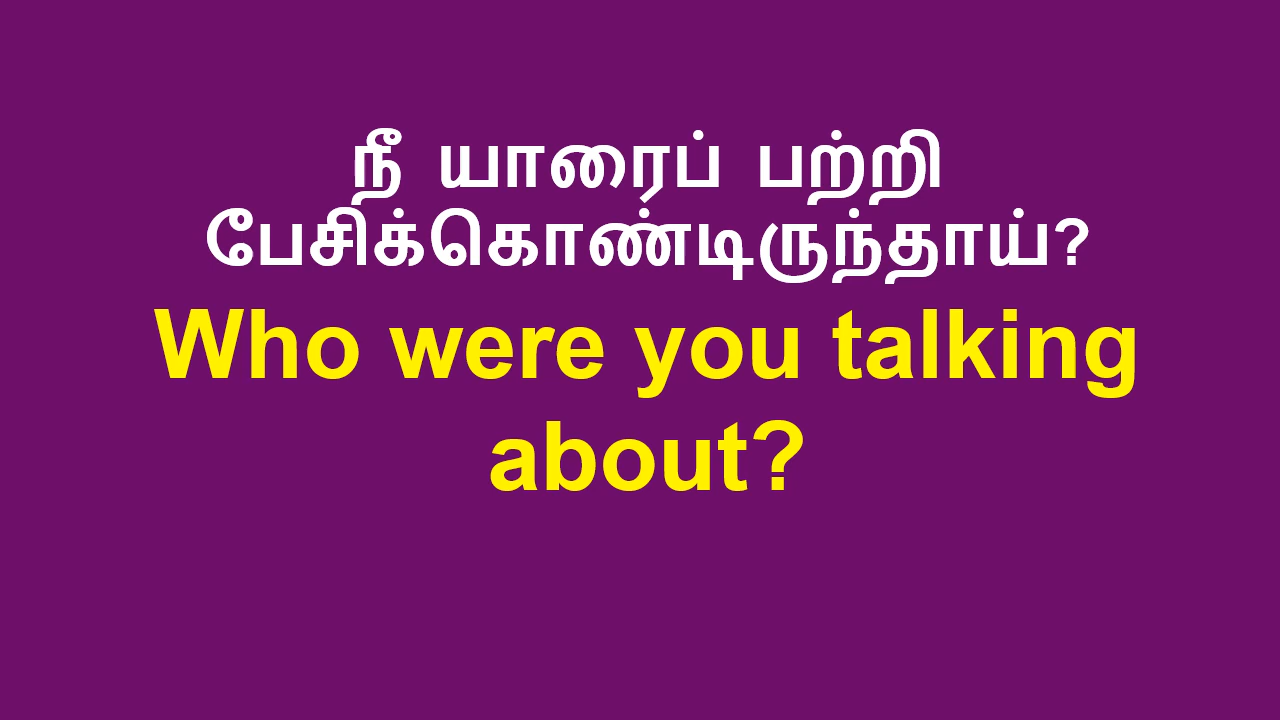 நீ யாரைப் பற்றி
பேசிக்கொண்டிருந்தாய்?
Who were you talking
about?